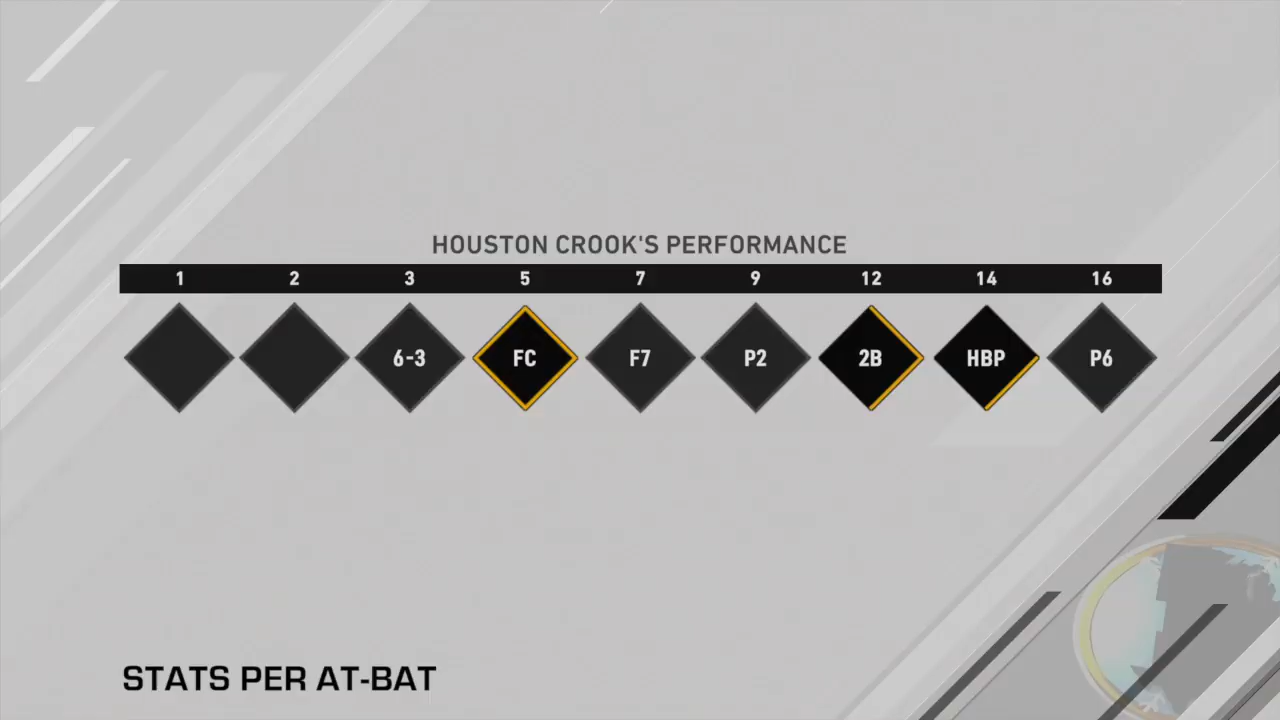 HOUSTON CROOK'S PERFORMANCE
1 2 3 5 7 9 12 14 16
6-3 FC F7 P2 2B HBP P6
STATS PER AT-BAT